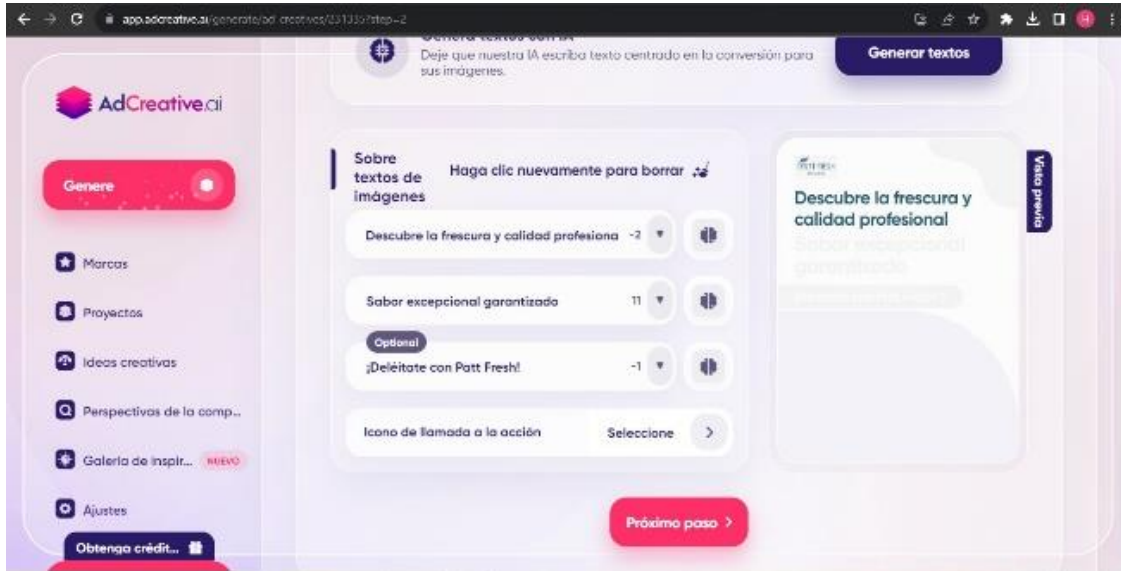 app.adcreative.ai/generate/ad-creatives/231335?step=2
H
Genera textos con IA
Deje que nuestra IA escriba texto centrado en la conversión para
sus imágenes.
Generar textos
AdCreative.ai
Genere
Marcas
Proyectos
Ideas creativas
Perspectivas de la comp...
Galería de inspir... NUEVO
Ajustes
Obtenga crédit...
Sobre
textos de
imágenes
Haga clic nuevamente para borrar
Descubre la frescura y calidad profesiona -2
Sabor excepcional garantizado 11
Optional
¡Deléitate con Patt Fresh! -1
Icono de llamada a la acción Seleccione
Próximo paso
Descubre la frescura y
calidad profesional
Sabor excepcional
garantizado
Vista previa